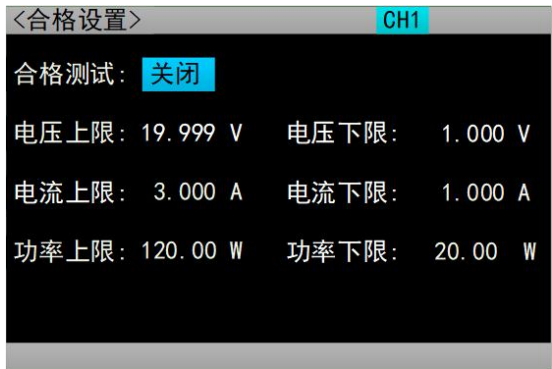 <合格设置> CH1
合格测试: 关闭
电压上限: 19.999 V 电压下限: 1.000 V
电流上限: 3.000 A 电流下限: 1.000 A
功率上限: 120.00 W 功率下限: 20.00 W